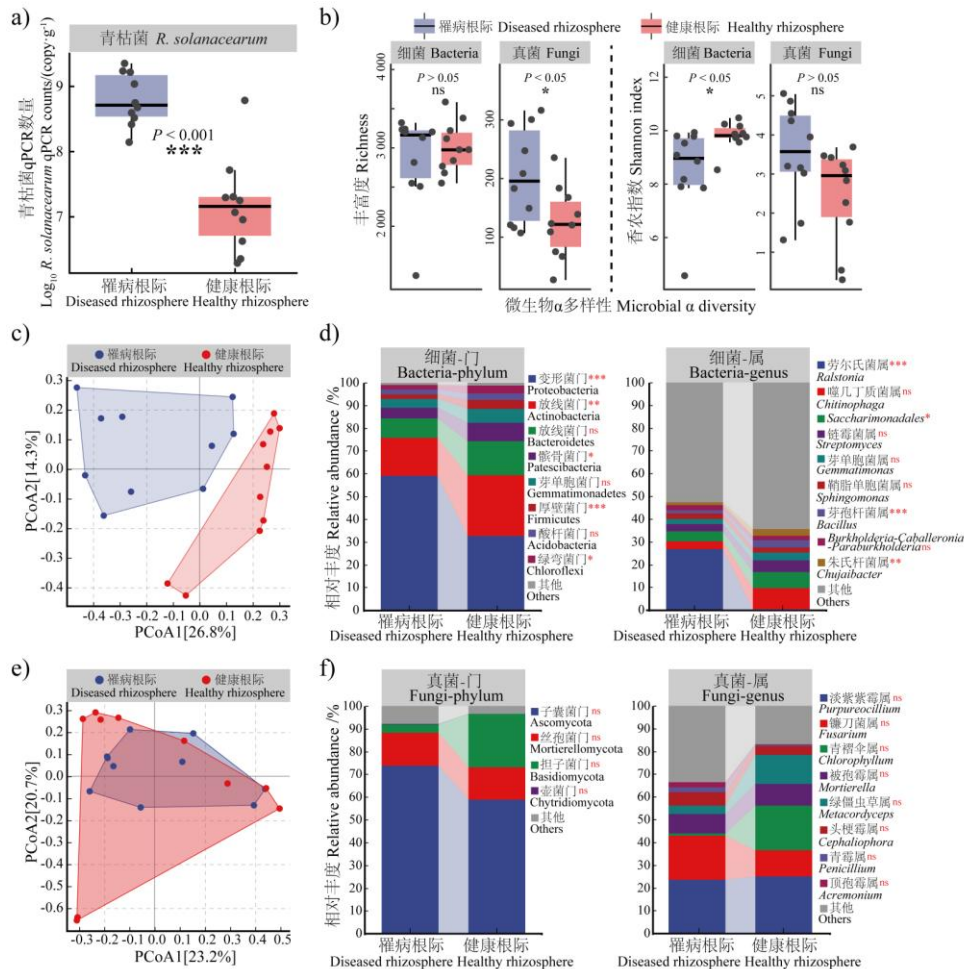 a)
青枯菌 R. solanacearum
青枯菌qPCR数量
Log10 R. solanacearum qPCR counts/(copy·g-1)
9
8
7
P < 0.001
***
罹病根际
Diseased rhizosphere
健康根际
Healthy rhizosphere
b)
罹病根际 Diseased rhizosphere
健康根际 Healthy rhizosphere
细菌 Bacteria
真菌 Fungi
细菌 Bacteria
真菌 Fungi
P > 0.05
ns
P < 0.05
*
P < 0.05
*
P > 0.05
ns
丰富度 Richness
4 000
3 000
2 000
300
200
100
香农指数 Shannon index
12
10
8
6
5
4
3
2
1
微生物α多样性 Microbial α diversity
c)
罹病根际
Diseased rhizosphere
健康根际
Healthy rhizosphere
PCoA2[14.3%]
0.3
0.2
0.1
0.0
-0.1
-0.2
-0.3
-0.4
-0.4 -0.3 -0.2 -0.1 0.0 0.1 0.2 0.3
PCoA1[26.8%]
d)
细菌-门
Bacteria-phylum
相对丰度 Relative abundance /%
100
90
80
70
60
50
40
30
20
10
0
罹病根际
Diseased rhizosphere
健康根际
Healthy rhizosphere
变形菌门***
Proteobacteria
放线菌门**
Actinobacteria
放线菌门ns
Bacteroidetes
髌骨菌门*
Patescibacteria
芽单胞菌门ns
Gemmatimonadetes
厚壁菌门***
Firmicutes
酸杆菌门ns
Acidobacteria
绿弯菌门*
Chloroflexi
其他
Others
细菌-属
Bacteria-genus
100
90
80
70
60
50
40
30
20
10
0
罹病根际
Diseased rhizosphere
健康根际
Healthy rhizosphere
劳尔氏菌属***
Ralstonia
噬几丁质菌属ns
Chitinophaga
Saccharimonadales*
链霉菌属ns
Streptomyces
芽单胞菌属ns
Gemmatimonas
鞘脂单胞菌属ns
Sphingomonas
芽孢杆菌属***
Bacillus
Burkholderia-Caballeronia
-Paraburkholderia ns
朱氏杆菌属**
Chujaibacter
其他
Others
e)
罹病根际
Diseased rhizosphere
健康根际
Healthy rhizosphere
PCoA2[20.7%]
0.3
0.2
0.1
0.0
-0.2
-0.3
-0.5
-0.6
-0.3 -0.2 -0.1 0.0 0.1 0.2 0.3 0.4 0.5
PCoA1[23.2%]
f)
真菌-门
Fungi-phylum
相对丰度 Relative abundance /%
100
90
80
70
60
50
40
30
20
10
0
罹病根际
Diseased rhizosphere
健康根际
Healthy rhizosphere
子囊菌门ns
Ascomycota
丝孢菌门ns
Mortierellomycota
担子菌门ns
Basidiomycota
壶菌门ns
Chytridiomycota
其他
Others
真菌-属
Fungi-genus
100
90
80
70
60
50
40
30
20
10
0
罹病根际
Diseased rhizosphere
健康根际
Healthy rhizosphere
淡紫紫霉属ns
Purpureocillium
镰刀菌属ns
Fusarium
青褶伞属ns
Chlorophyllum
被孢霉属ns
Mortierella
绿僵虫草属ns
Metacordyceps
头梗霉属ns
Cephaliophora
青霉属ns
Penicillium
顶孢霉属ns
Acremonium
其他
Others